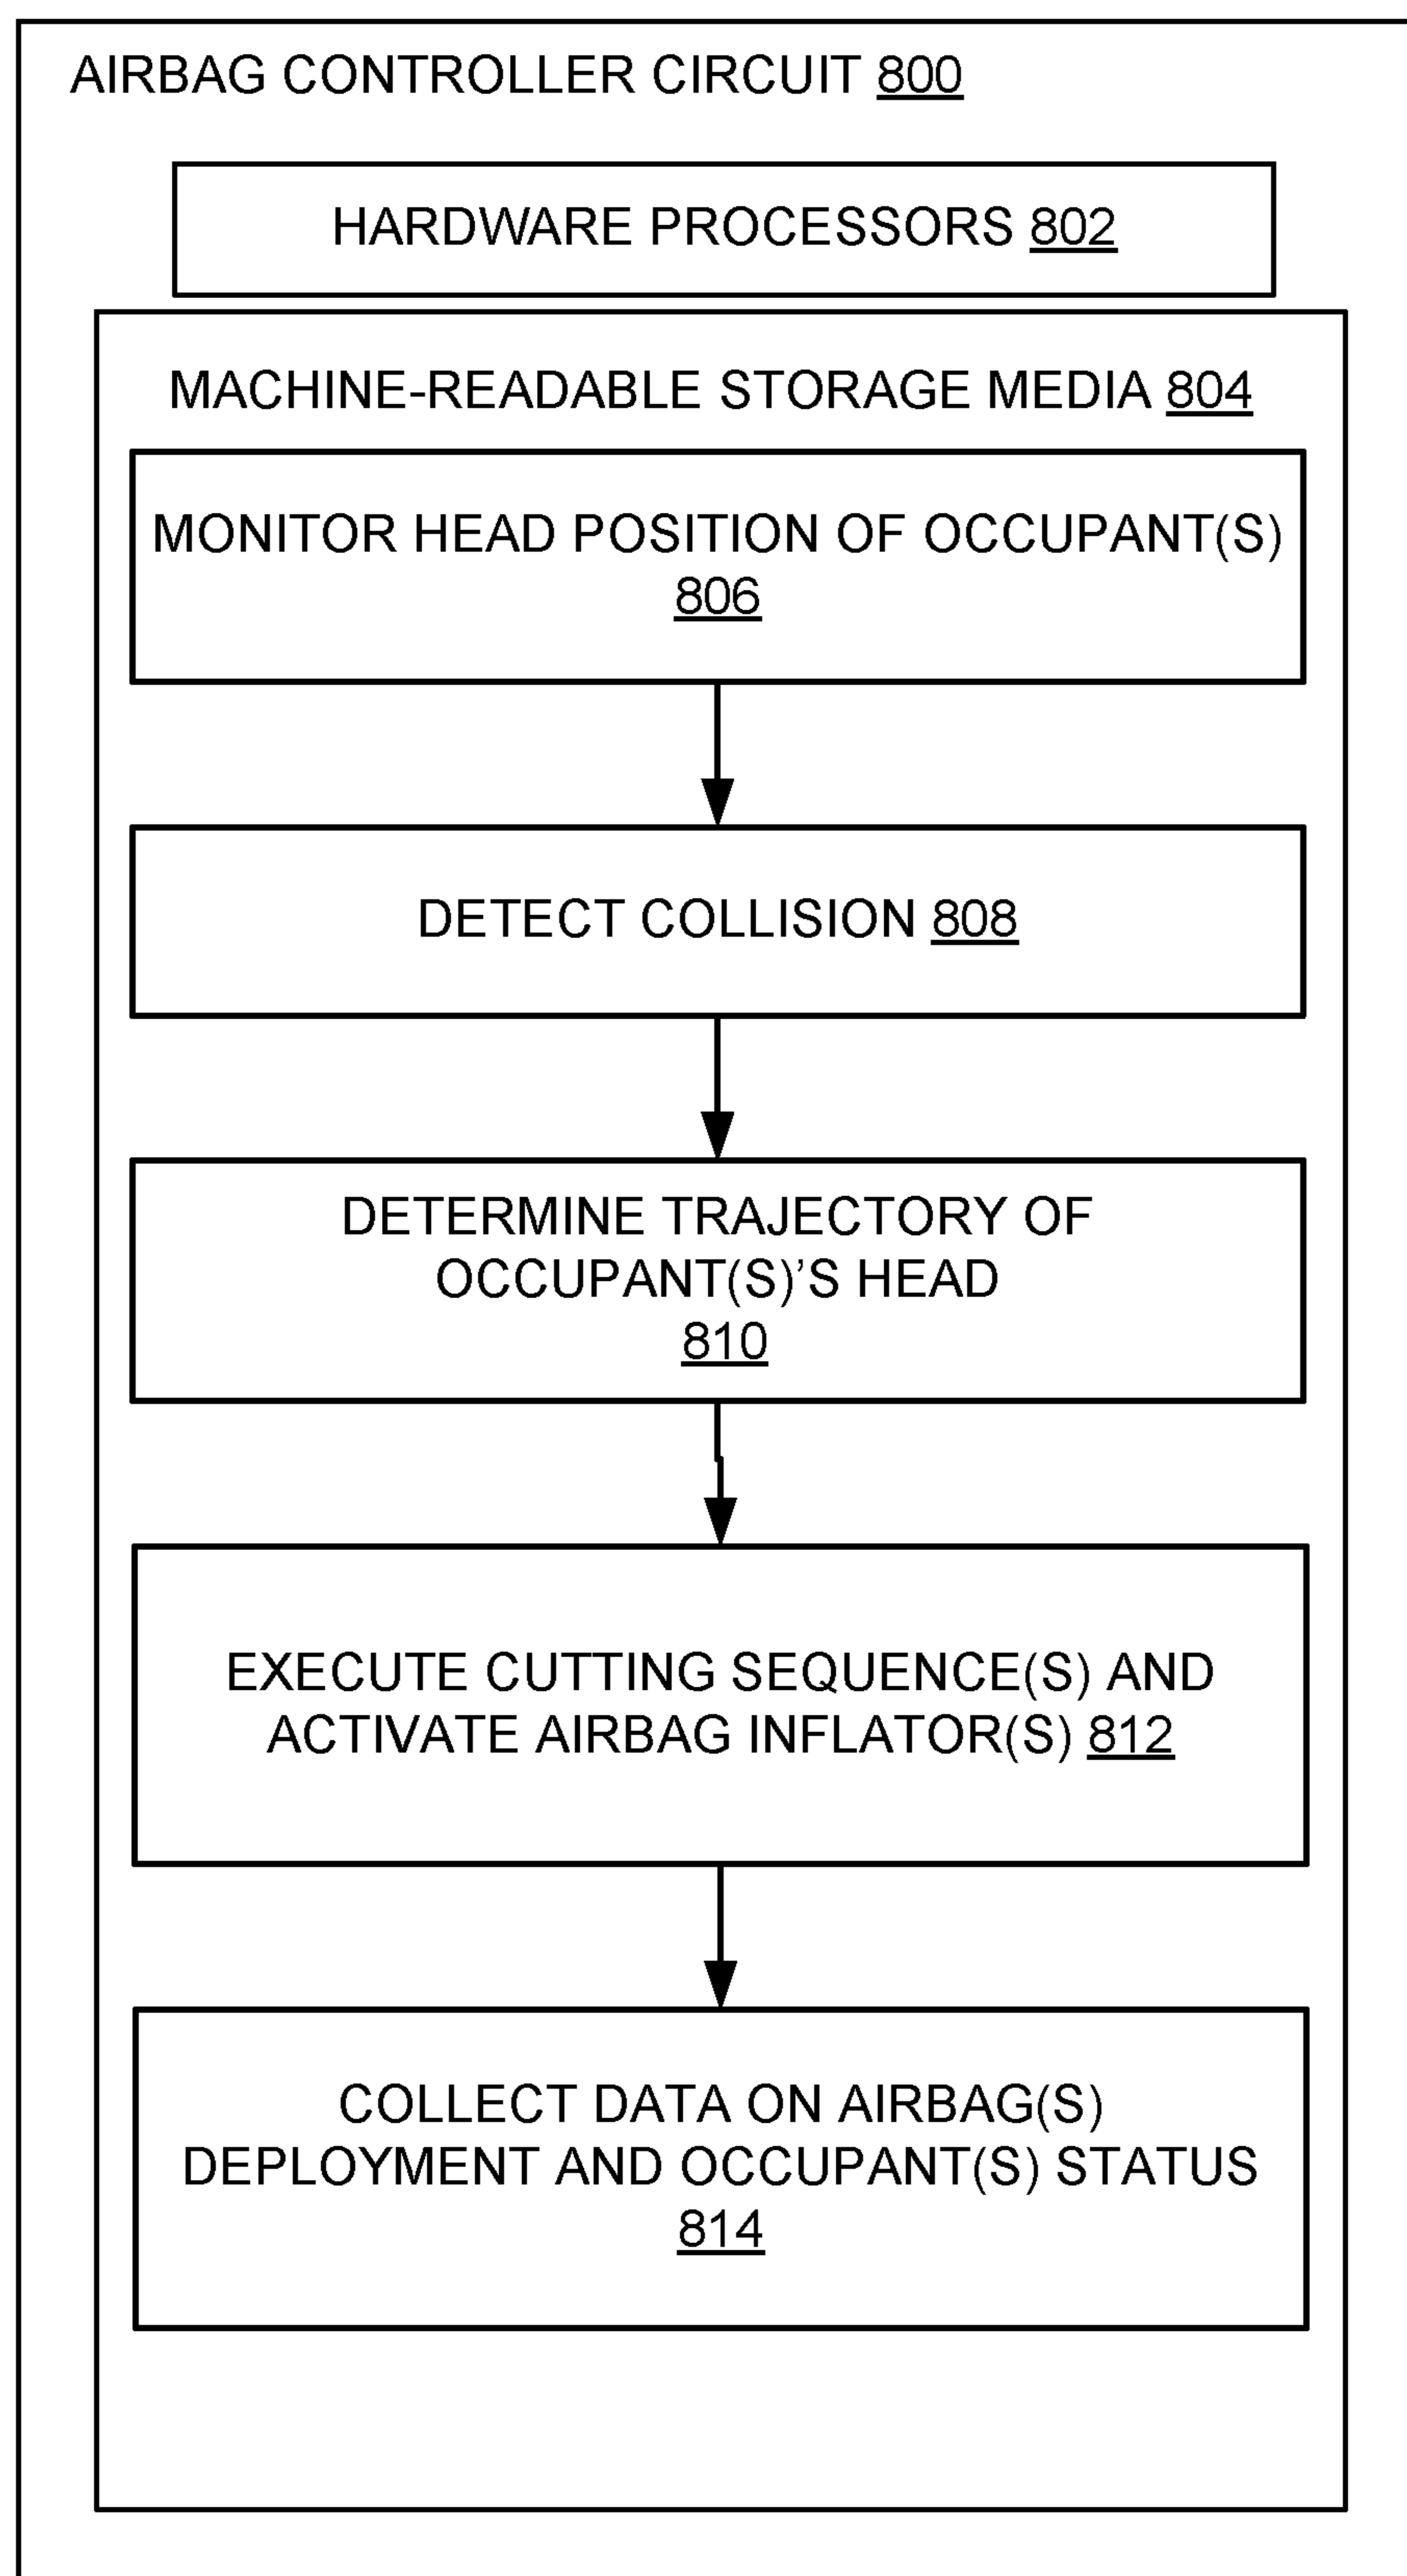 AIRBAG CONTROLLER CIRCUIT 800
HARDWARE PROCESSORS 802
MACHINE-READABLE STORAGE MEDIA 804
MONITOR HEAD POSITION OF OCCUPANT(S)
806
DETECT COLLISION 808
DETERMINE TRAJECTORY OF
OCCUPANT(S)’S HEAD
810
EXECUTE CUTTING SEQUENCE(S) AND
ACTIVATE AIRBAG INFLATOR(S) 812
COLLECT DATA ON AIRBAG(S)
DEPLOYMENT AND OCCUPANT(S) STATUS
814